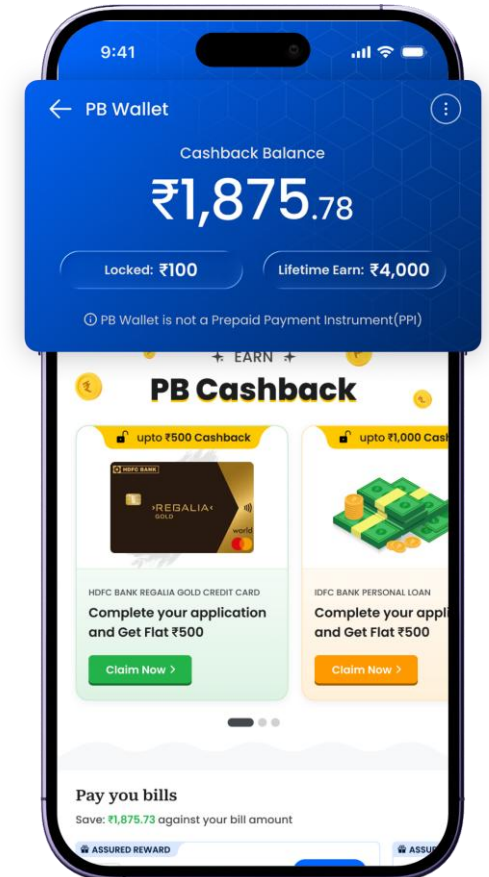 9:41
PB Wallet
Cashback Balance
₹1,875.78
Locked: ₹100
Lifetime Earn: ₹4,000
PB Wallet is not a Prepaid Payment Instrument(PPI)
EARN
PB Cashback
upto ₹500 Cashback
HDFC BANK
REGALIA
GOLD
world
HDFC BANK REGALIA GOLD CREDIT CARD
Complete your application
and Get Flat ₹500
Claim Now >
upto ₹1,000 Cash
IDFC BANK PERSONAL LOAN
Complete your appli
and Get Flat ₹500
Claim Now >
Pay you bills
Save: ₹1,875.73 against your bill amount
ASSURED REWARD
ASSUR